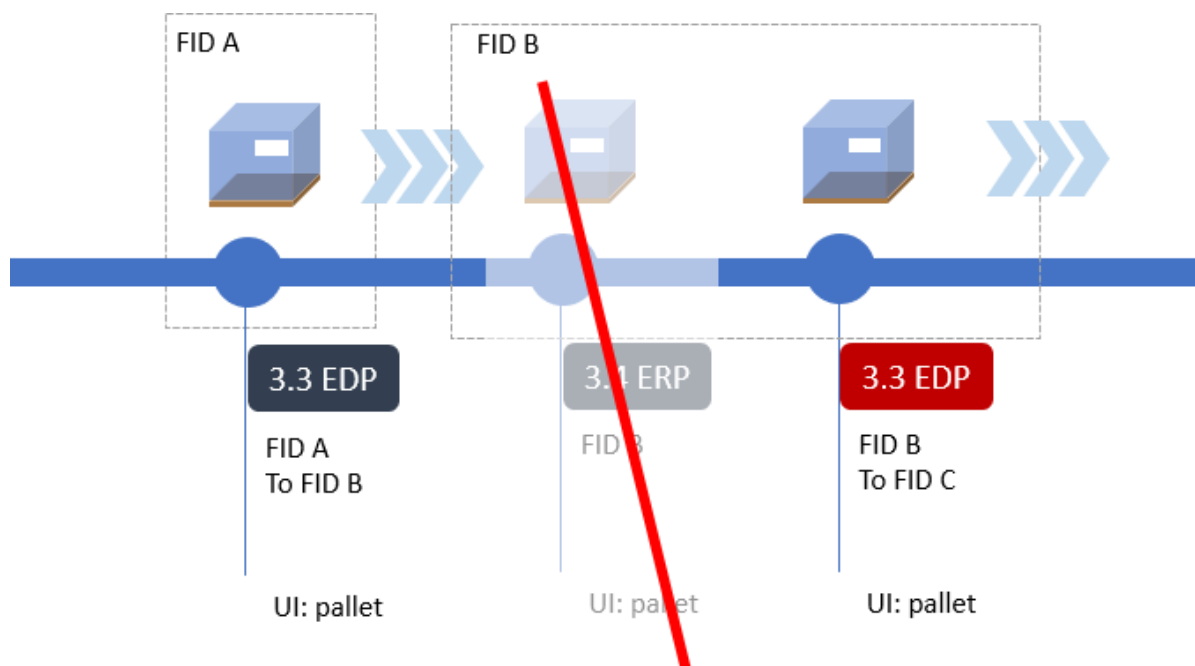 FID A
FID B
3.3 EDP
3.4 ERP
3.3 EDP
FID A
To FID B
FID B
FID B
To FID C
UI: pallet
UI: pallet
UI: pallet